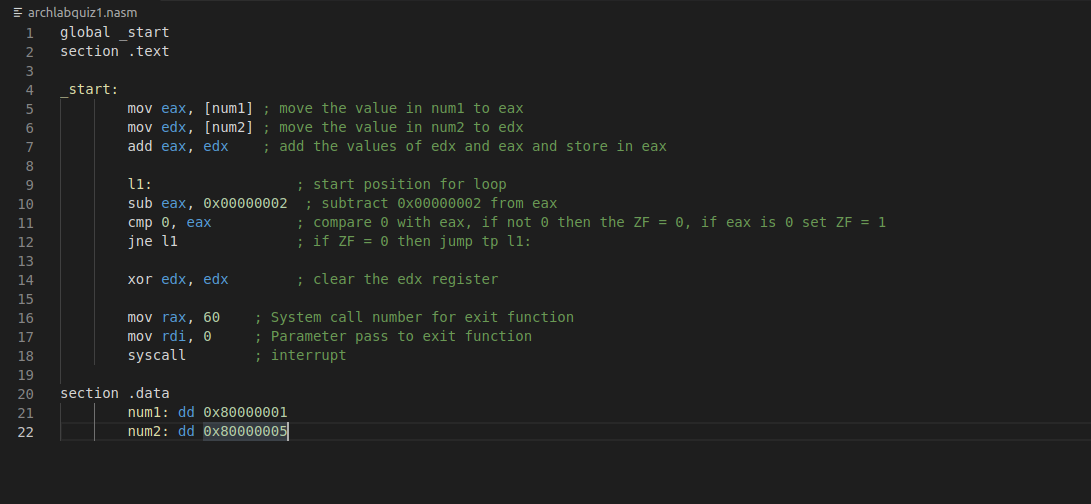 archlabquiz1.nasm
1 global _start
2 section .text
3
4 _start:
5 mov eax, [num1] ; move the value in num1 to eax
6 mov edx, [num2] ; move the value in num2 to edx
7 add eax, edx ; add the values of edx and eax and store in eax
8
9 l1: ; start position for loop
10 sub eax, 0x00000002 ; subtract 0x00000002 from eax
11 cmp 0, eax ; compare 0 with eax, if not 0 then the ZF = 0, if eax is 0 set ZF = 1
12 jne l1 ; if ZF = 0 then jump tp l1:
13
14 xor edx, edx ; clear the edx register
15
16 mov rax, 60 ; System call number for exit function
17 mov rdi, 0 ; Parameter pass to exit function
18 syscall ; interrupt
19
20 section .data
21 num1: dd 0x80000001
22 num2: dd 0x80000005